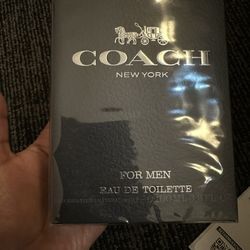 COACH
NEW YORK
FOR MEN
EAU DE TOILETTE